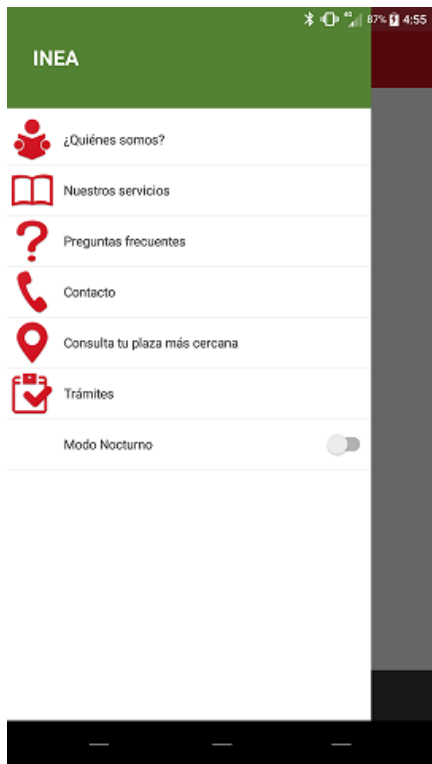 4G 87% 4:55
INEA
¿Quiénes somos?
Nuestros servicios
Preguntas frecuentes
Contacto
Consulta tu plaza más cercana
Trámites
Modo Nocturno